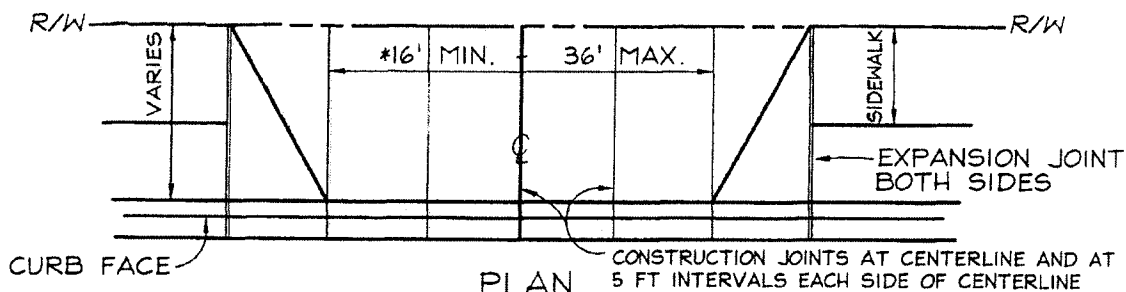 R/W
R/W
VARIES
*16' MIN.
36' MAX.
SIDEWALK
℄
EXPANSION JOINT
BOTH SIDES
CURB FACE
PLAN
CONSTRUCTION JOINTS AT CENTERLINE AND AT
5 FT INTERVALS EACH SIDE OF CENTERLINE